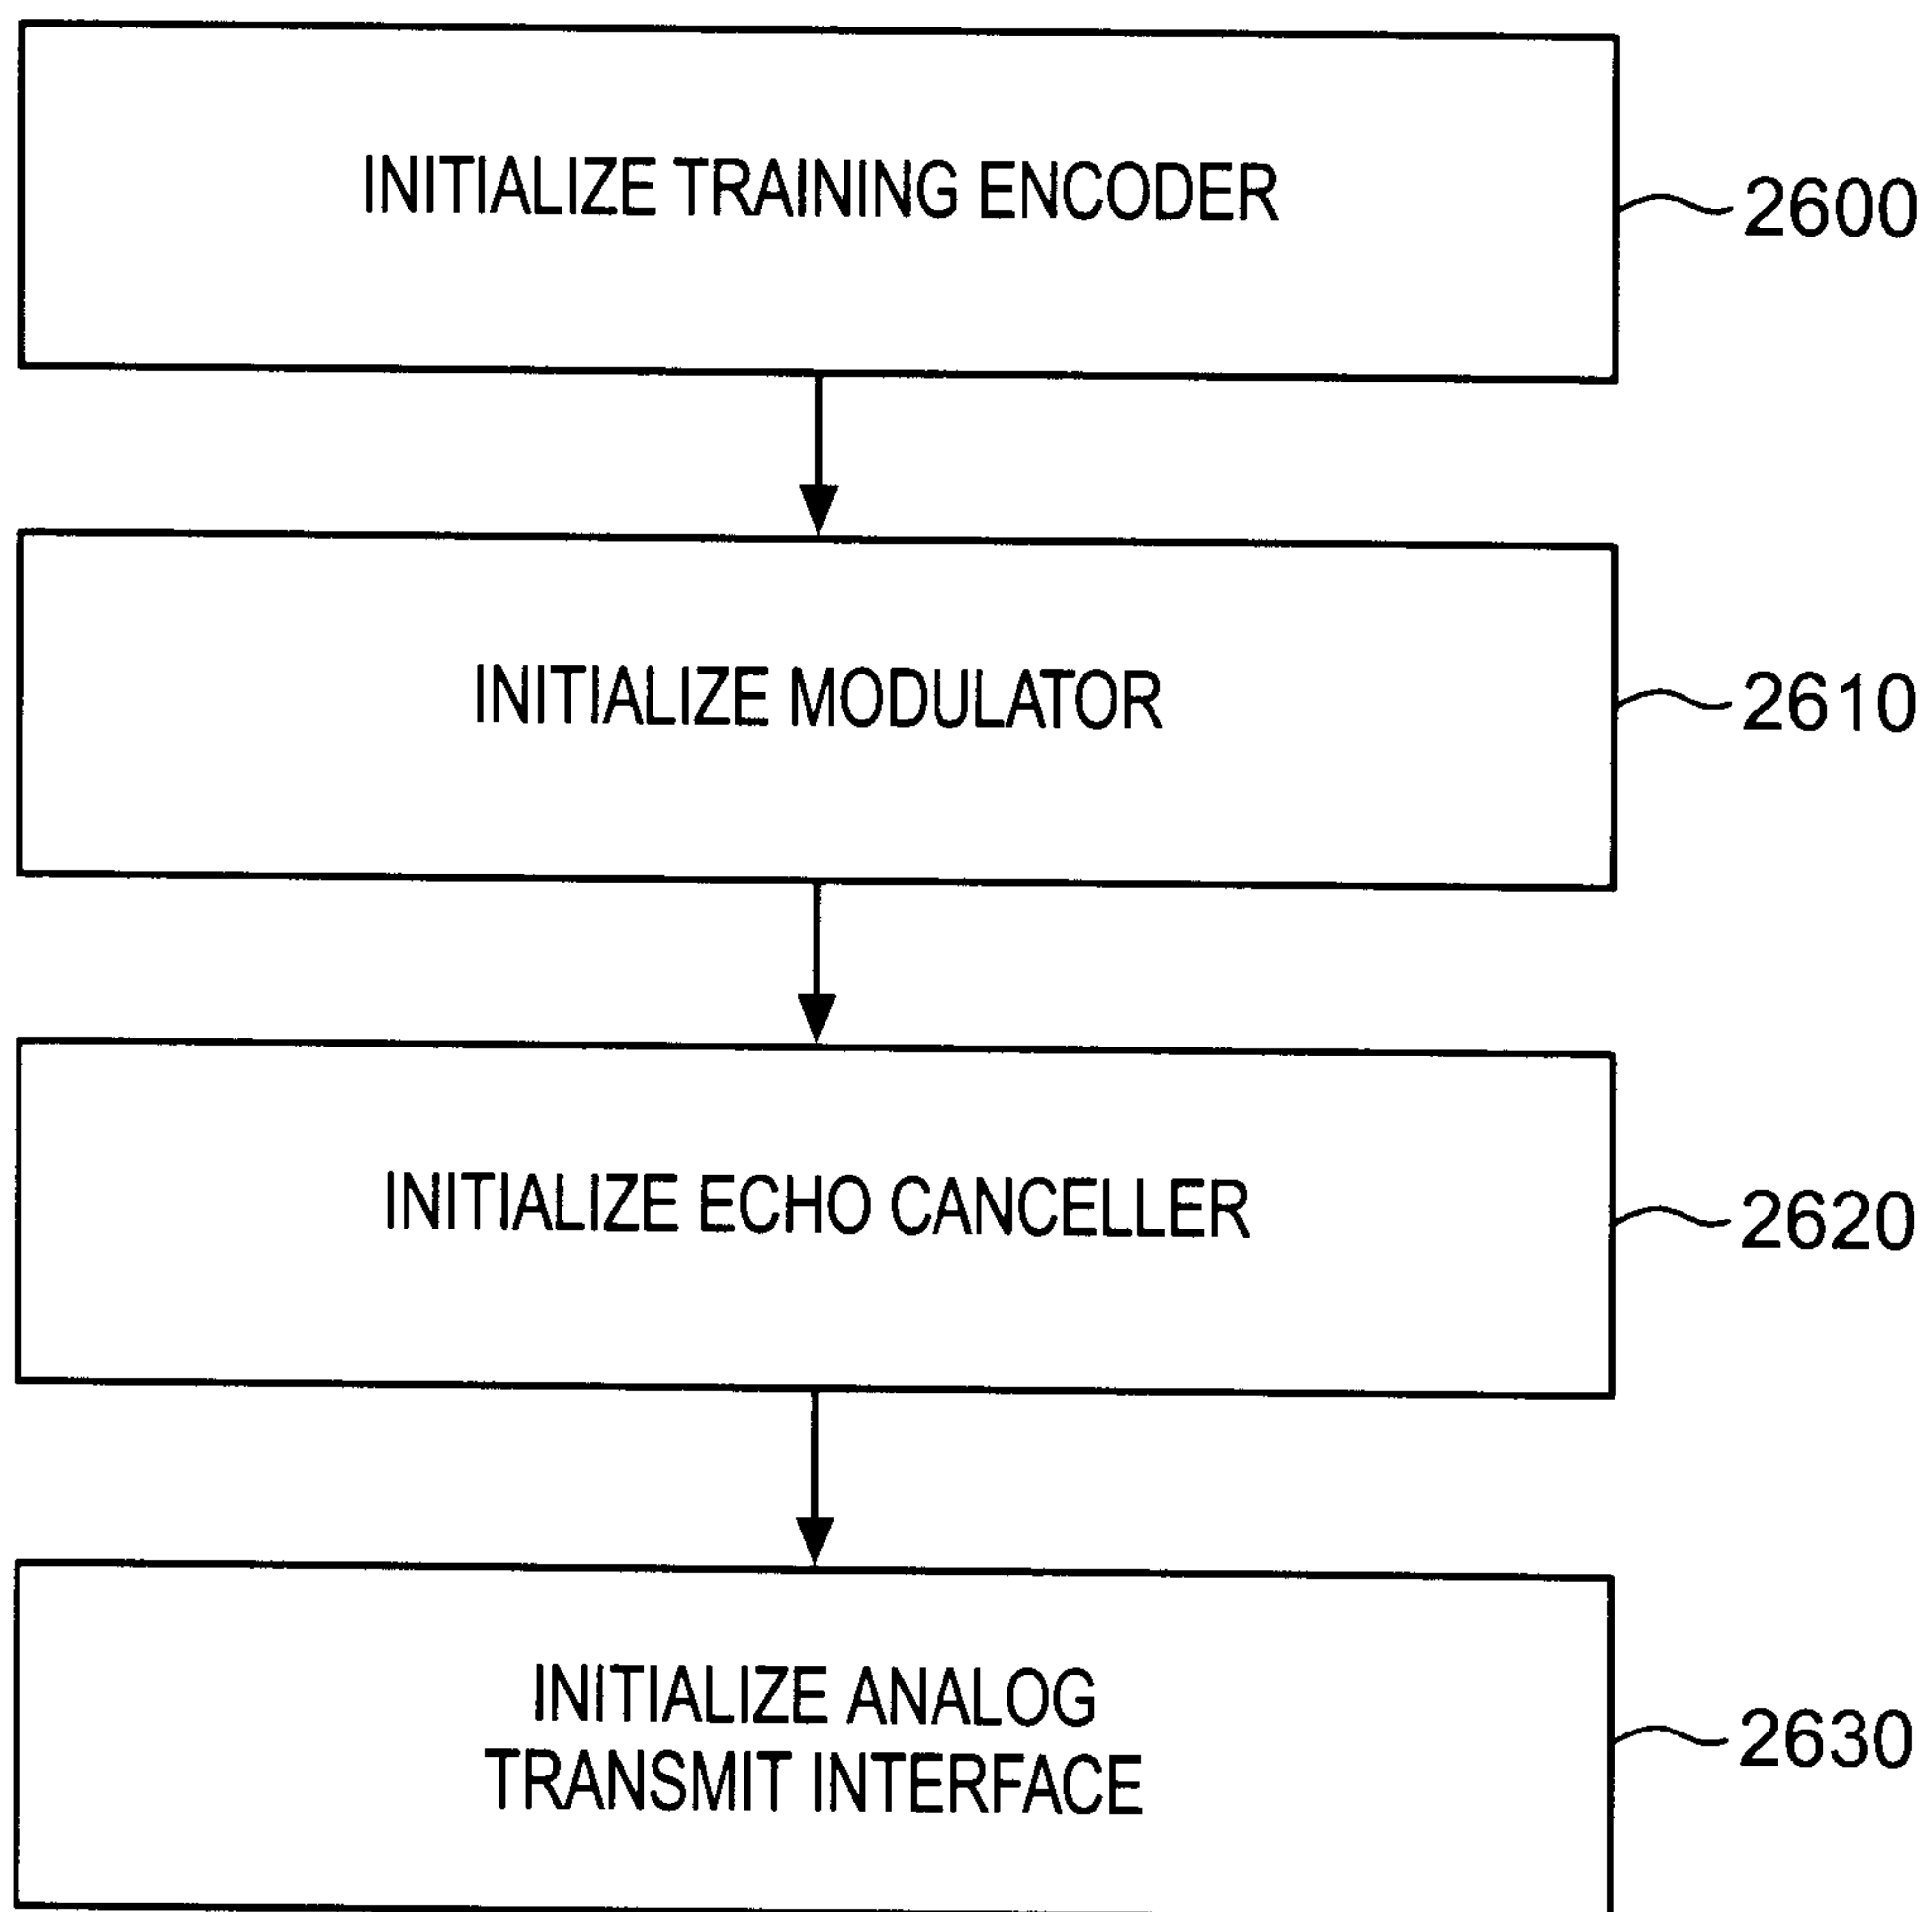 INITIALIZE TRAINING ENCODER
2600
INITIALIZE MODULATOR
2610
INITIALIZE ECHO CANCELLER
2620
INITIALIZE ANALOG
TRANSMIT INTERFACE
2630